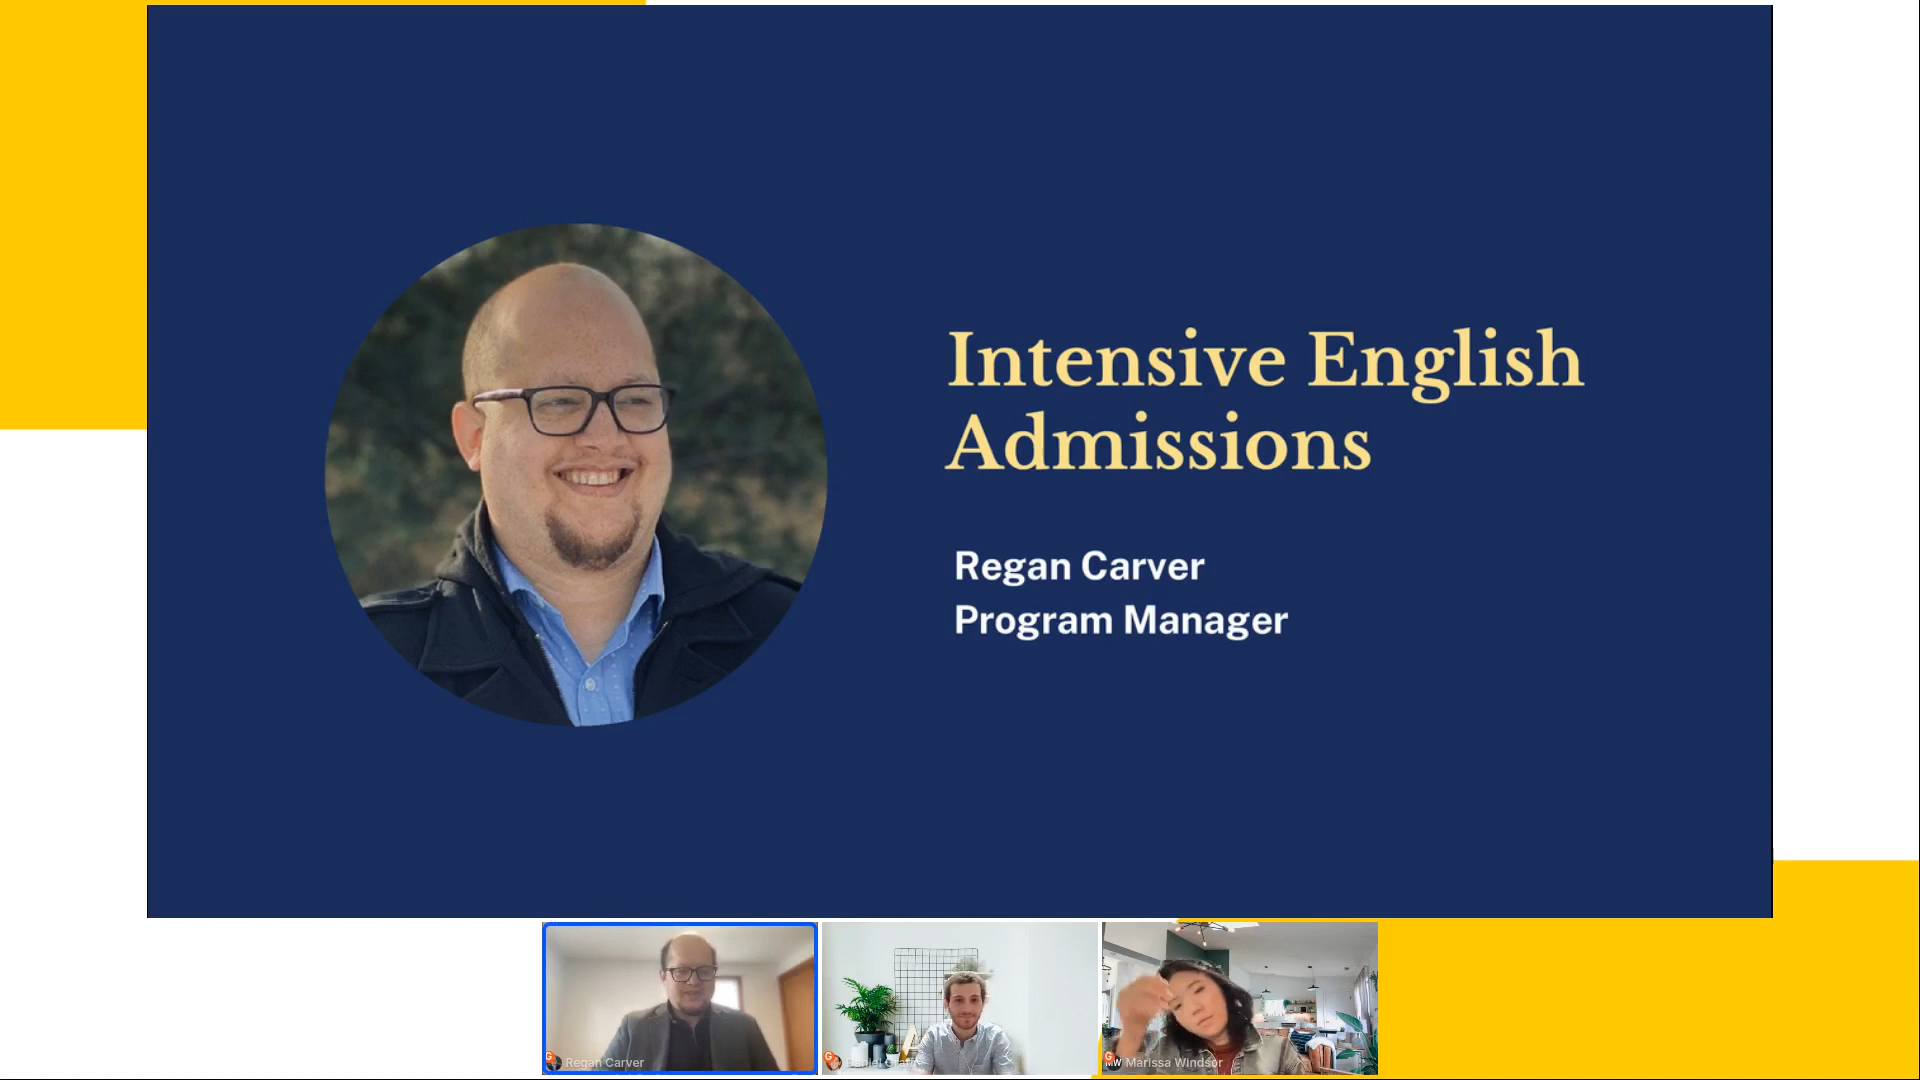 Intensive English
Admissions
Regan Carver
Program Manager
Regan Carver
Marissa Windsor